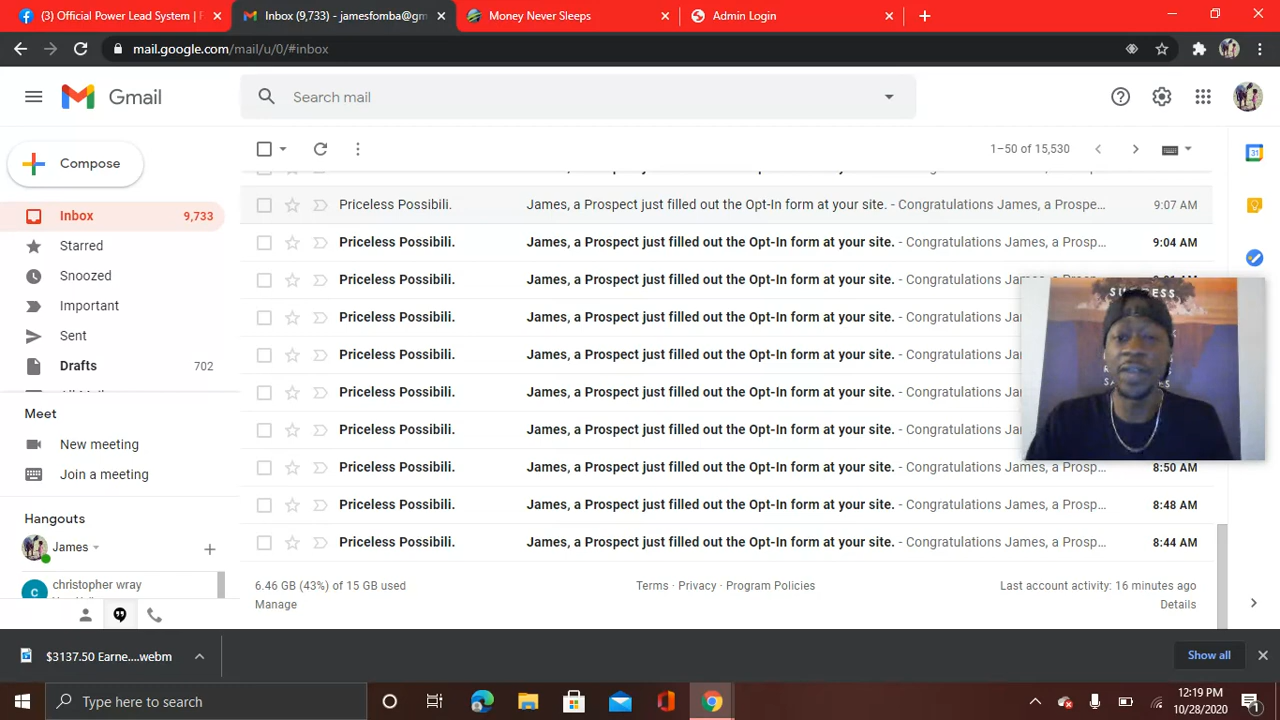 (3) Official Power Lead System | F
Inbox (9,733) - jamesfomba@gm
Money Never Sleeps
Admin Login
mail.google.com/mail/u/0/#inbox
Gmail
Search mail
Compose
1–50 of 15,530
Inbox 9,733
Starred
Snoozed
Important
Sent
Drafts 702
Meet
New meeting
Join a meeting
Hangouts
James
christopher wray
Priceless Possibili. James, a Prospect just filled out the Opt-In form at your site. - Congratulations James, a Prospe... 9:07 AM
Priceless Possibili. James, a Prospect just filled out the Opt-In form at your site. - Congratulations James, a Prosp... 9:04 AM
Priceless Possibili. James, a Prospect just filled out the Opt-In form at your site. - Congratulations James, a Prosp...
Priceless Possibili. James, a Prospect just filled out the Opt-In form at your site. - Congratulations Ja
Priceless Possibili. James, a Prospect just filled out the Opt-In form at your site. - Congratulations Ja
Priceless Possibili. James, a Prospect just filled out the Opt-In form at your site. - Congratulations Ja
Priceless Possibili. James, a Prospect just filled out the Opt-In form at your site. - Congratulations Ja
Priceless Possibili. James, a Prospect just filled out the Opt-In form at your site. - Congratulations James, a Prosp... 8:50 AM
Priceless Possibili. James, a Prospect just filled out the Opt-In form at your site. - Congratulations James, a Prosp... 8:48 AM
Priceless Possibili. James, a Prospect just filled out the Opt-In form at your site. - Congratulations James, a Prosp... 8:44 AM
SUCCESS
6.46 GB (43%) of 15 GB used
Manage
Terms · Privacy · Program Policies
Last account activity: 16 minutes ago
Details
$3137.50 Earne....webm
Show all
Type here to search
12:19 PM
10/28/2020
1